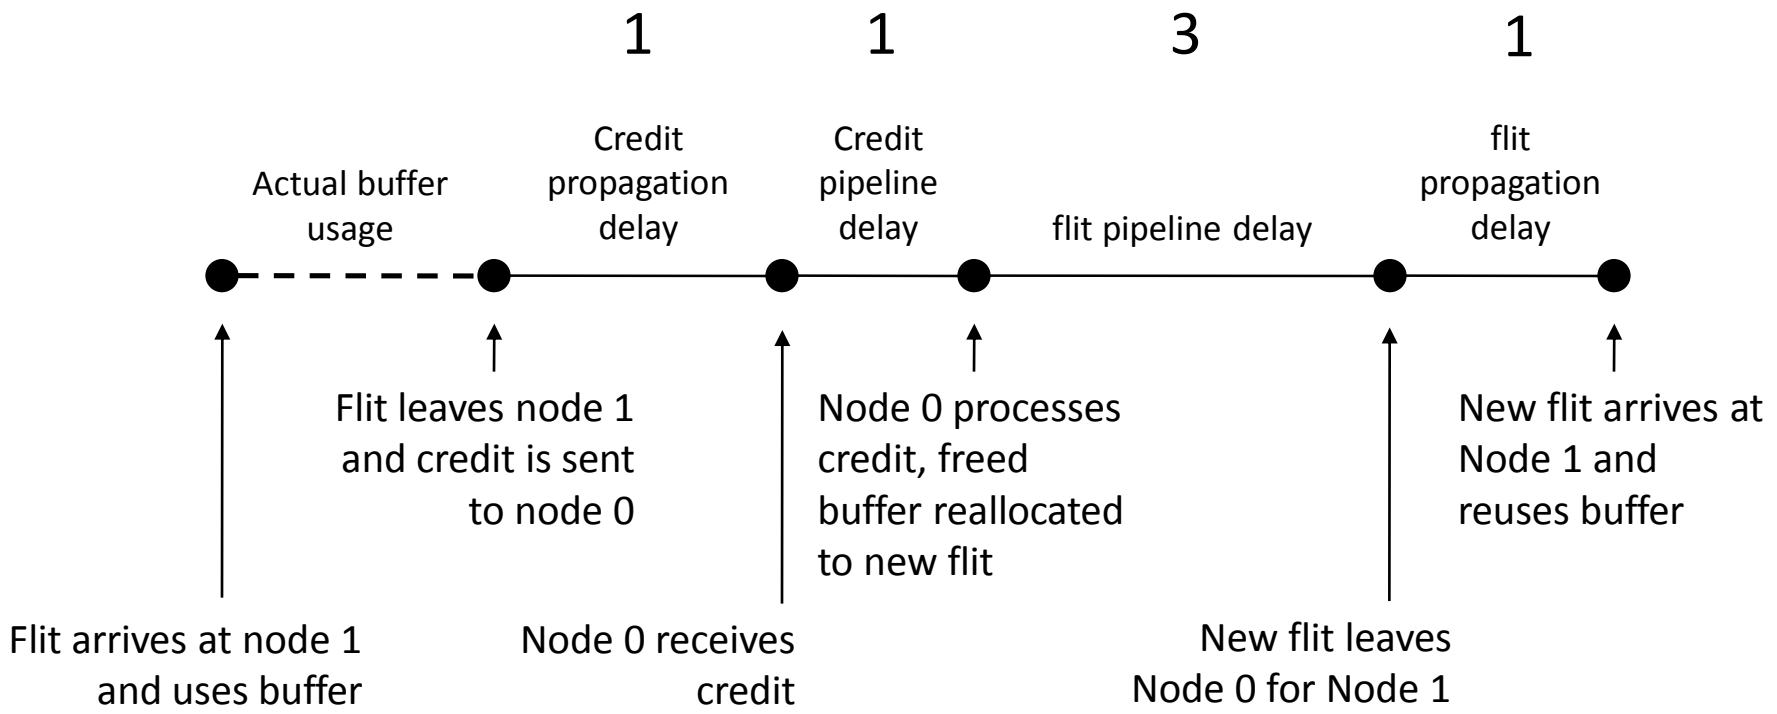 1
1
3
1
Actual buffer
usage
Credit
propagation
delay
Credit
pipeline
delay
flit pipeline delay
flit
propagation
delay
Flit leaves node 1
and credit is sent
to node 0
Node 0 processes
credit, freed
buffer reallocated
to new flit
New flit arrives at
Node 1 and
reuses buffer
Flit arrives at node 1
and uses buffer
Node 0 receives
credit
New flit leaves
Node 0 for Node 1